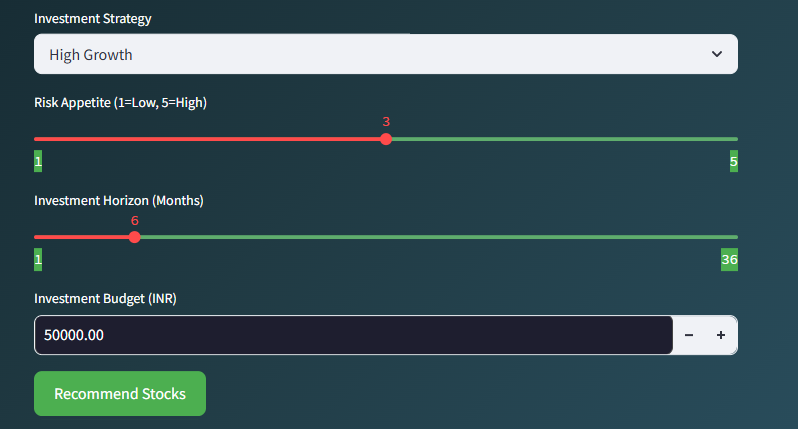 Investment Strategy
High Growth
Risk Appetite (1=Low, 5=High)
3
1 5
Investment Horizon (Months)
6
1 36
Investment Budget (INR)
50000.00 − +
Recommend Stocks